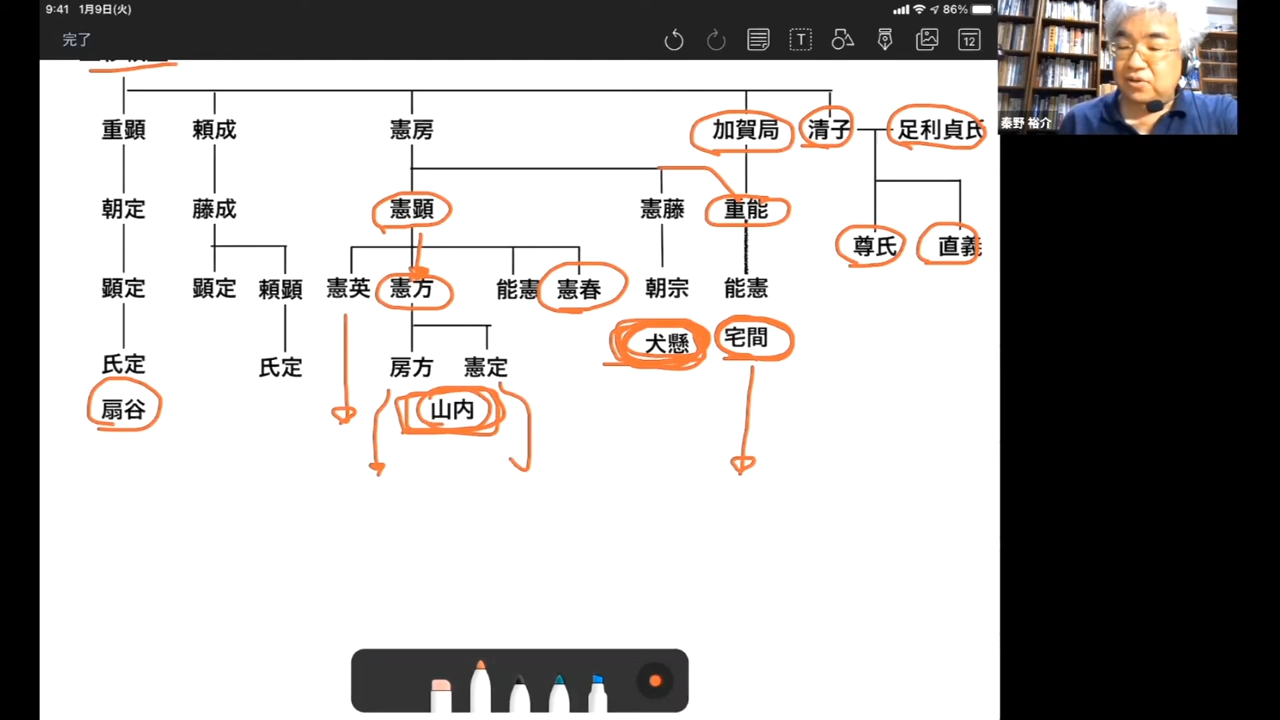 9:41 1月9日(火)
86%
完了
T
12
秦野 裕介
重顕 頼成 憲房 加賀局 清子 足利貞氏
朝定 藤成 憲顕 憲藤 重能
尊氏 直義
顕定 顕定 頼顕 憲英 憲方 能憲 憲春 朝宗 能憲
犬懸 宅間
氏定 氏定 房方 憲定
扇谷 山内